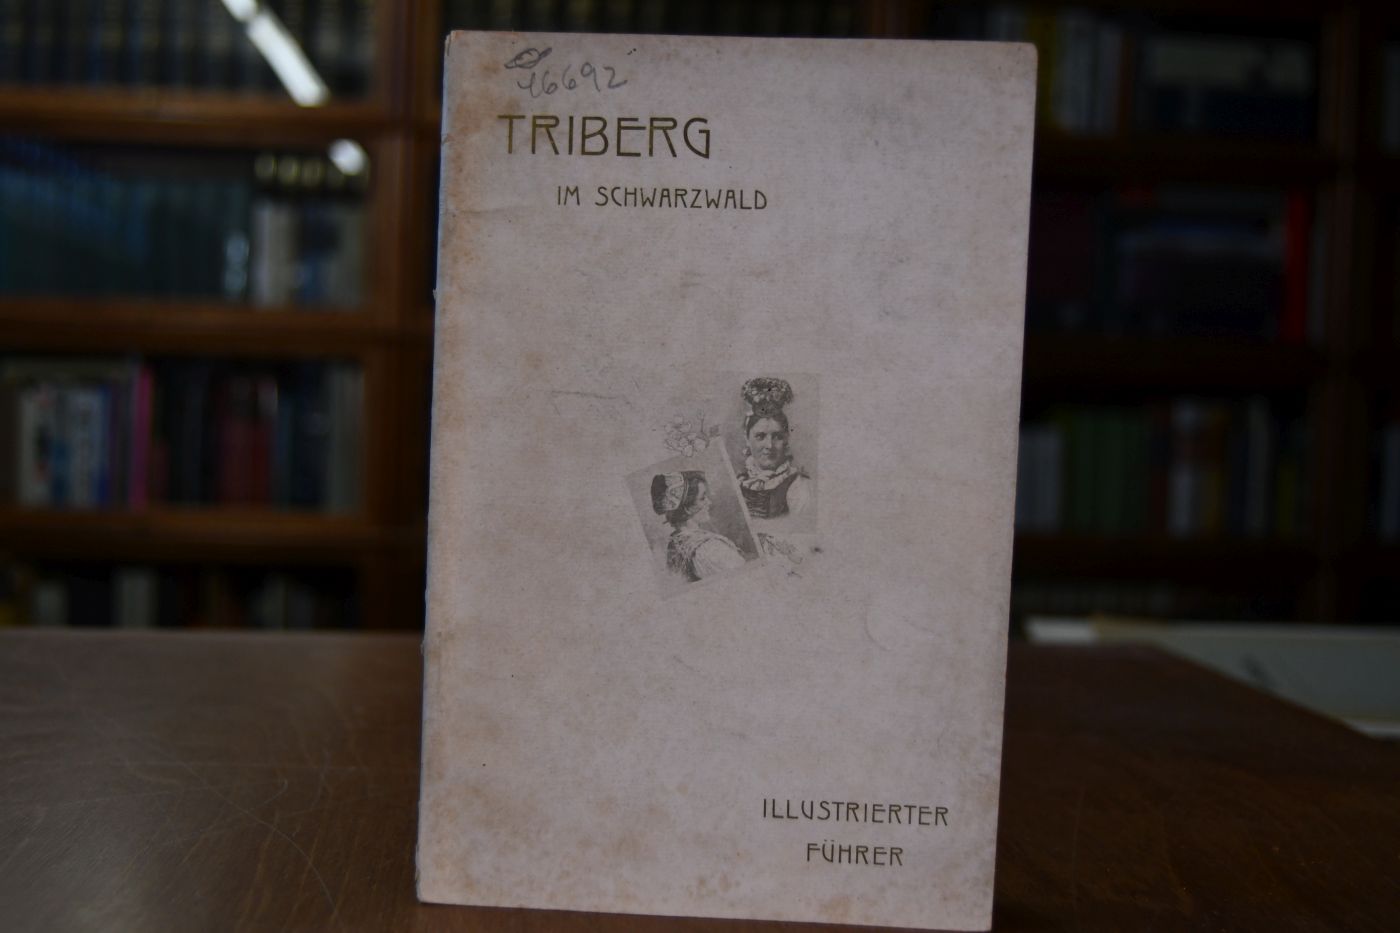 46692
TRIBERG
IM SCHWARZWALD
ILLUSTRIERTER
FÜHRER